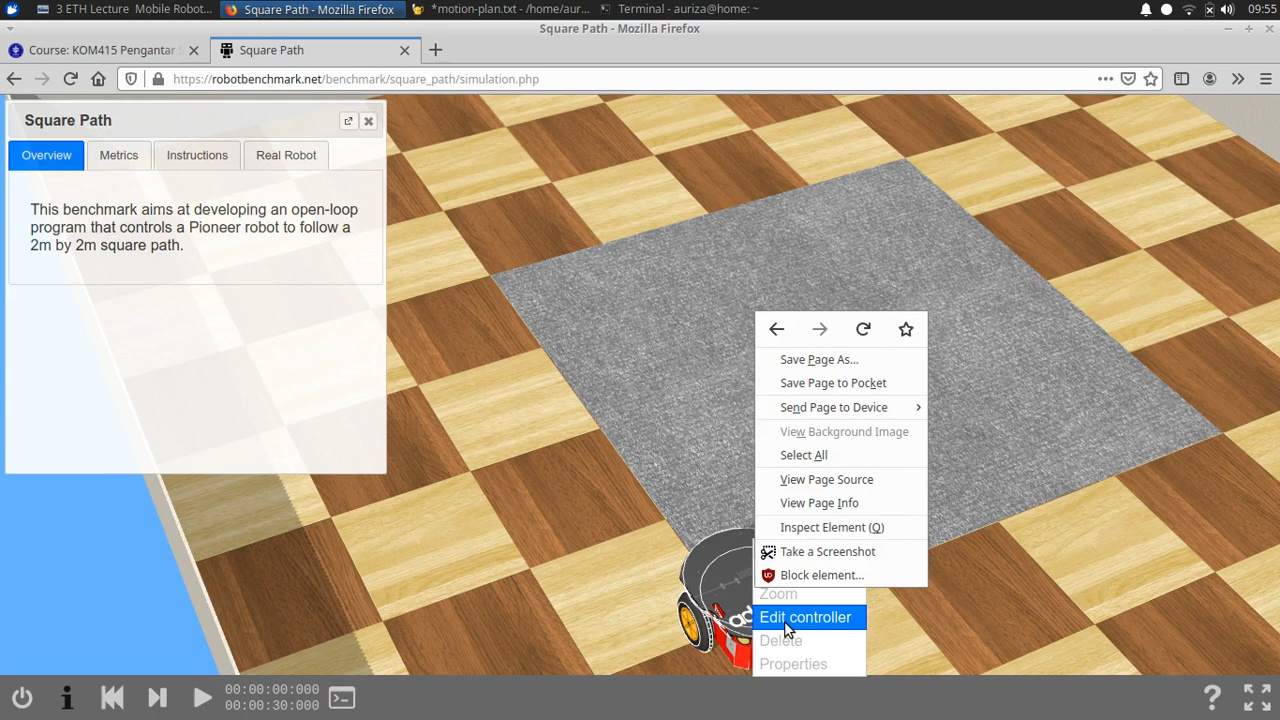 3 ETH Lecture  Mobile Robot...
Square Path - Mozilla Firefox
*motion-plan.txt - /home/aur...
Terminal - auriza@home: ~
09:55
Square Path - Mozilla Firefox
Course: KOM415 Pengantar
Square Path
https://robotbenchmark.net/benchmark/square_path/simulation.php
Square Path
Overview
Metrics
Instructions
Real Robot
This benchmark aims at developing an open-loop
program that controls a Pioneer robot to follow a
2m by 2m square path.
Save Page As...
Save Page to Pocket
Send Page to Device
View Background Image
Select All
View Page Source
View Page Info
Inspect Element (Q)
Take a Screenshot
Block element...
Zoom
Edit controller
Delete
Properties
00:00:00:000
00:00:30:000